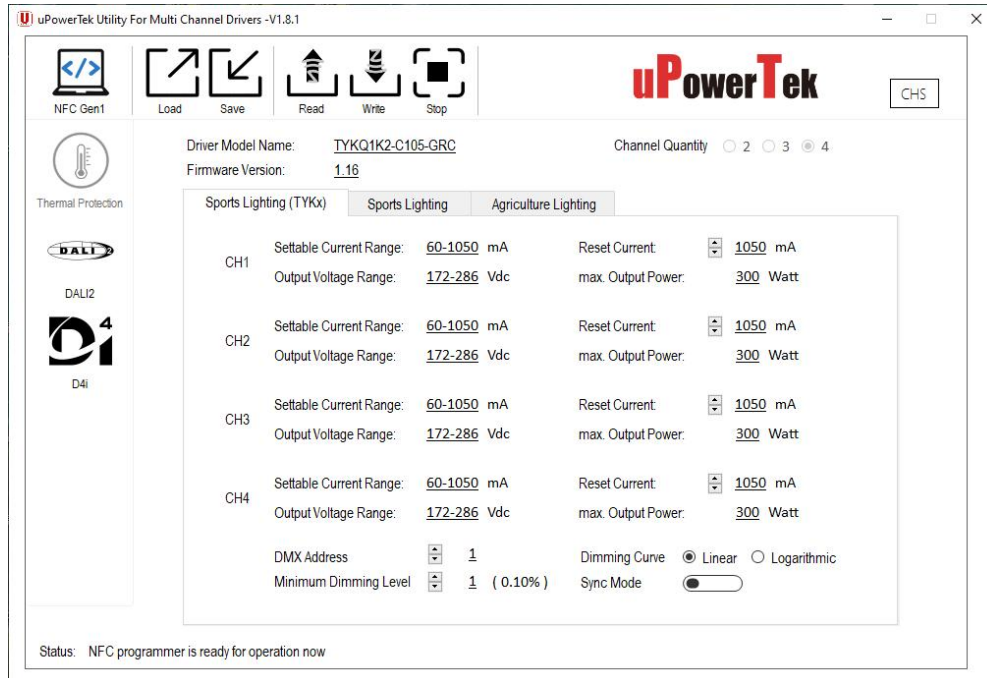 uPowerTek Utility For Multi Channel Drivers -V1.8.1
</>
NFC Gen1 Load Save Read Write Stop
uPowerTek
CHS
Driver Model Name: TYKQ1K2-C105-GRC Channel Quantity 2 3 4
Firmware Version: 1.16
Thermal Protection
DALI2
DALI2
D4i
D4i
Sports Lighting (TYKx) Sports Lighting Agriculture Lighting
CH1
Settable Current Range: 60-1050 mA Reset Current: 1050 mA
Output Voltage Range: 172-286 Vdc max. Output Power: 300 Watt
CH2
Settable Current Range: 60-1050 mA Reset Current: 1050 mA
Output Voltage Range: 172-286 Vdc max. Output Power: 300 Watt
CH3
Settable Current Range: 60-1050 mA Reset Current: 1050 mA
Output Voltage Range: 172-286 Vdc max. Output Power: 300 Watt
CH4
Settable Current Range: 60-1050 mA Reset Current: 1050 mA
Output Voltage Range: 172-286 Vdc max. Output Power: 300 Watt
DMX Address 1 Dimming Curve Linear Logarithmic
Minimum Dimming Level 1 ( 0.10% ) Sync Mode
Status: NFC programmer is ready for operation now